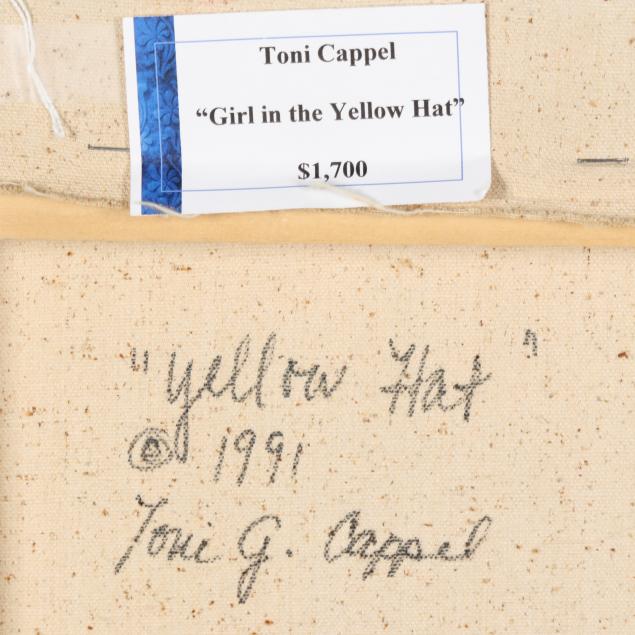 Toni Cappel
“Girl in the Yellow Hat”
$1,700
"Yellow Hat"
© 1991
Toni G. Cappel